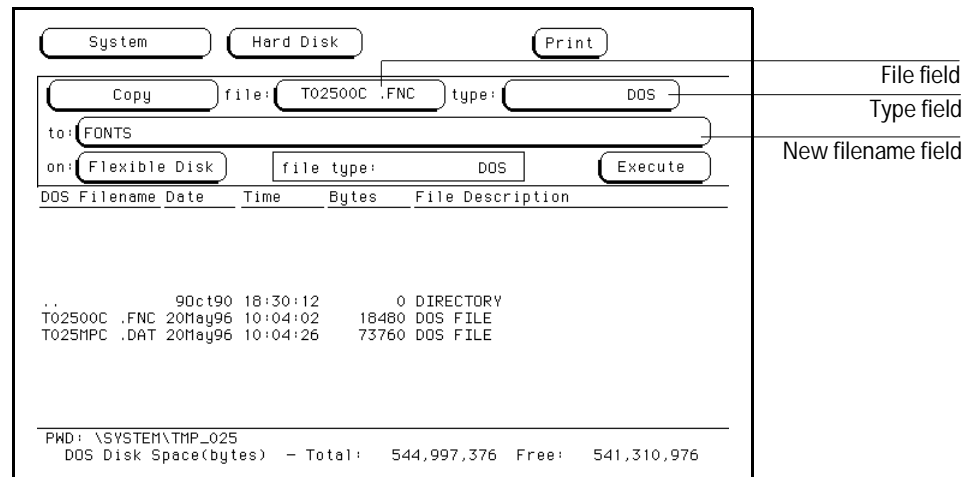 System Hard Disk Print
File field
Copy file: T02500C .FNC type: DOS
Type field
to: FONTS
New filename field
on: Flexible Disk file type: DOS Execute
DOS Filename Date Time Bytes File Description
.. 9Oct90 18:30:12 0 DIRECTORY
T02500C .FNC 20May96 10:04:02 18480 DOS FILE
T025MPC .DAT 20May96 10:04:26 73760 DOS FILE
PWD: \SYSTEM\TMP_025
DOS Disk Space(bytes) - Total: 544,997,376 Free: 541,310,976